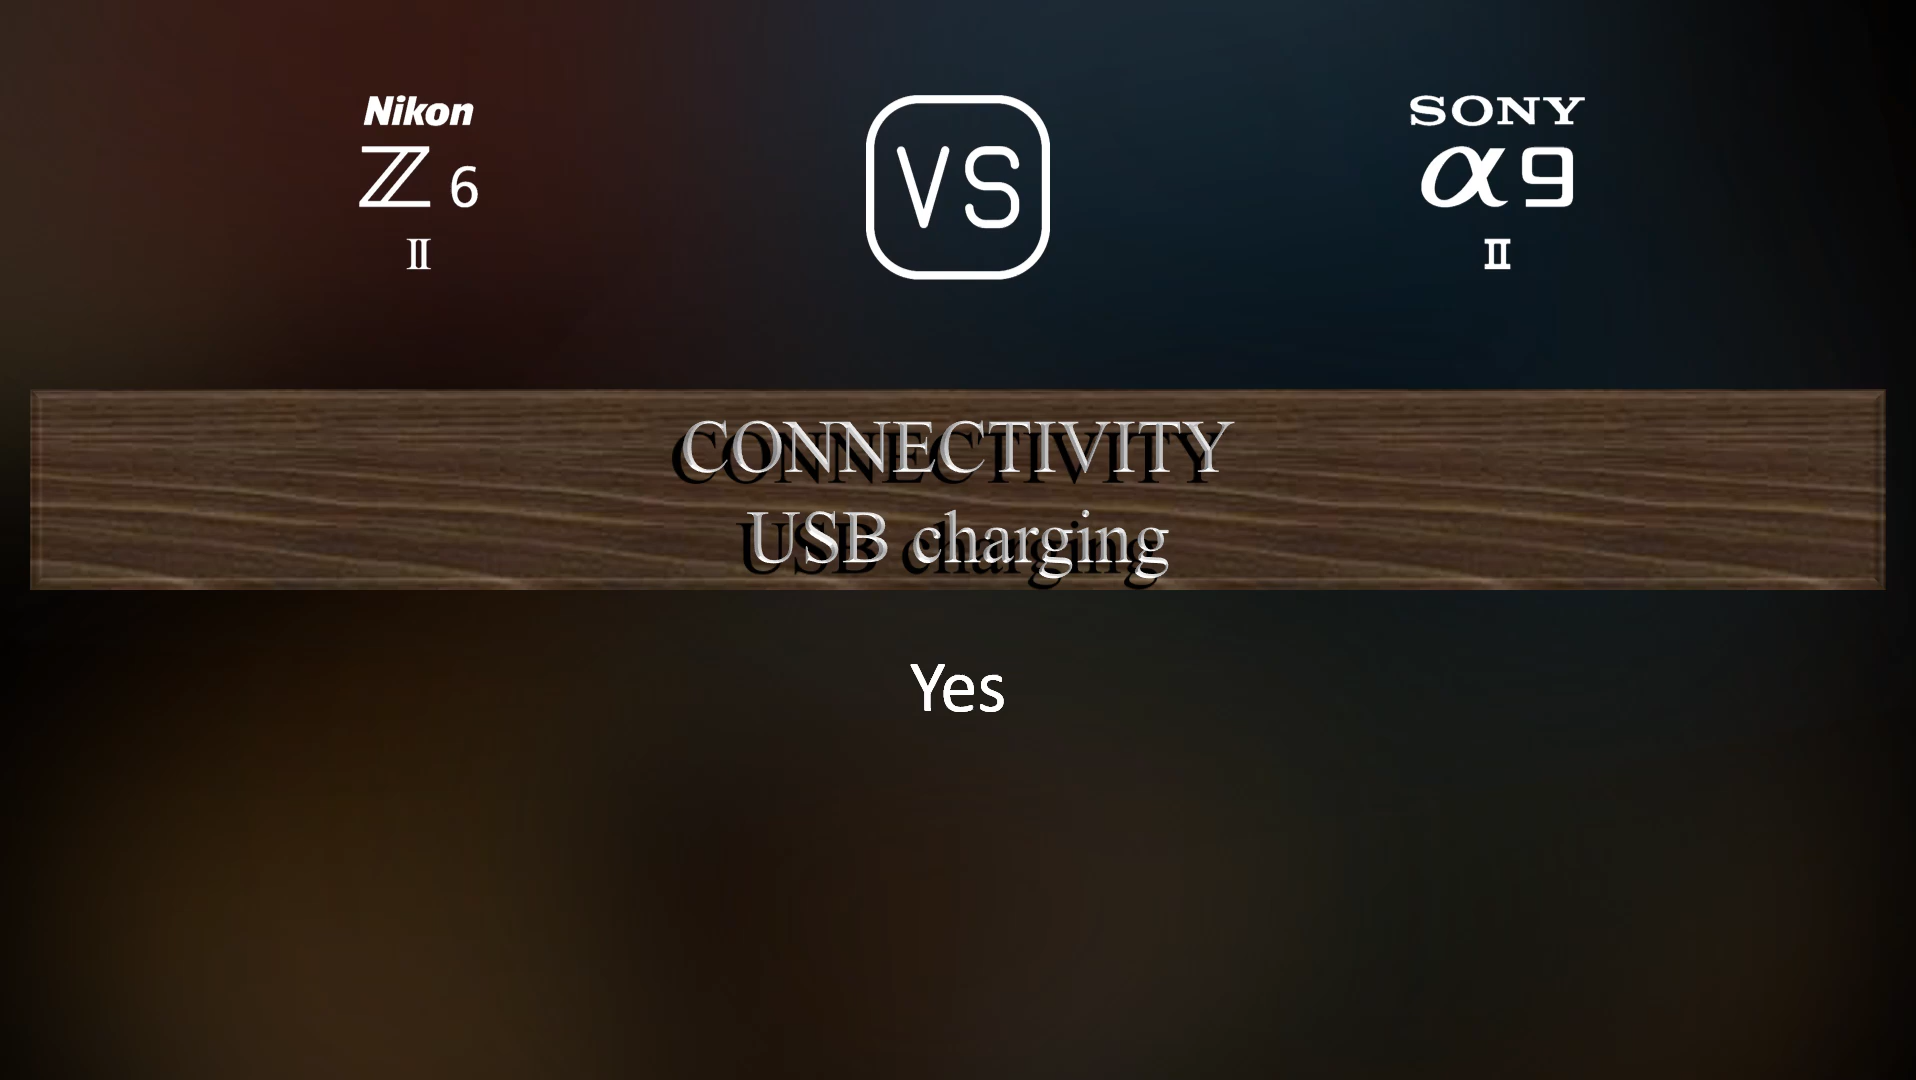 Nikon
Z 6
II
VS
SONY
α9
II
CONNECTIVITY
USB charging
Yes